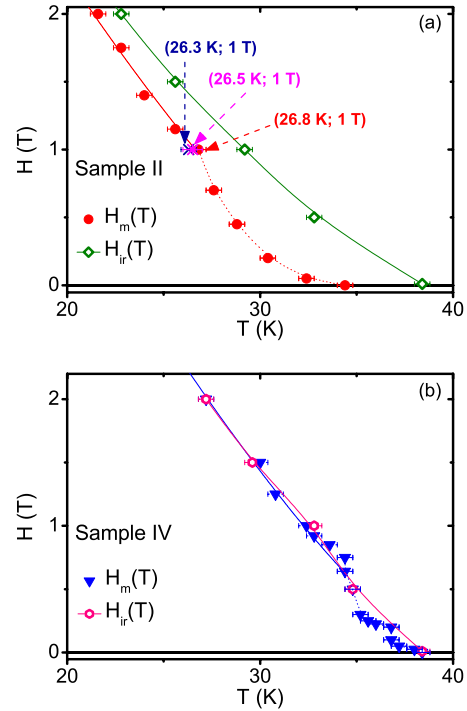 (a)
2
(26.3 K; 1 T)
(26.5 K; 1 T)
(26.8 K; 1 T)
H (T)
1
Sample II
Hm(T)
Hir(T)
0
20 30 40
T (K)
(b)
2
H (T)
1
Sample IV
Hm(T)
Hir(T)
0
20 30 40
T (K)